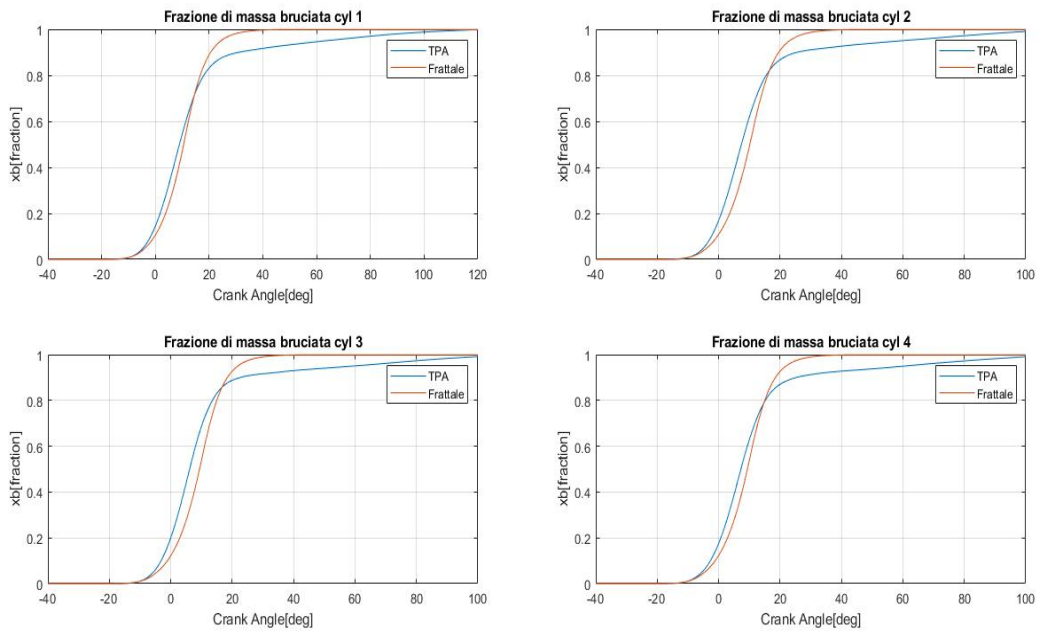 Frazione di massa bruciata cyl 1
1
0.8
0.6
0.4
0.2
0
xb[fraction]
TPA
Frattale
-40 -20 0 20 40 60 80 100 120
Crank Angle[deg]
Frazione di massa bruciata cyl 2
1
0.8
0.6
0.4
0.2
0
xb[fraction]
TPA
Frattale
-40 -20 0 20 40 60 80 100
Crank Angle[deg]
Frazione di massa bruciata cyl 3
1
0.8
0.6
0.4
0.2
0
xb[fraction]
TPA
Frattale
-40 -20 0 20 40 60 80 100
Crank Angle[deg]
Frazione di massa bruciata cyl 4
1
0.8
0.6
0.4
0.2
0
xb[fraction]
TPA
Frattale
-40 -20 0 20 40 60 80 100
Crank Angle[deg]